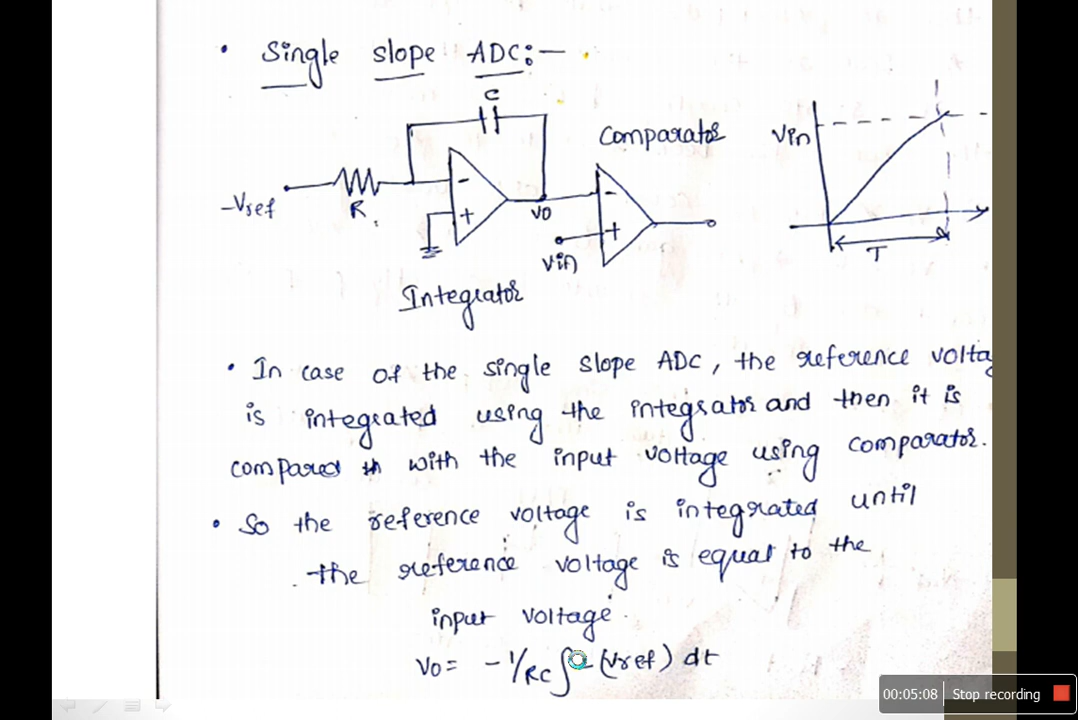 • Single slope ADC:—
C
Comparator
Vin
-Vref
R
-
+
Vo
-
+
Vin
T
Integrator
• In case of the single slope ADC, the reference volta
is integrated using the integrator and then it is
compared with the input voltage using comparator.
• So the reference voltage is integrated until
the reference voltage is equal to the
input voltage.
Vo = -1/RC ∫ -(Vref) dt
00:05:08 Stop recording